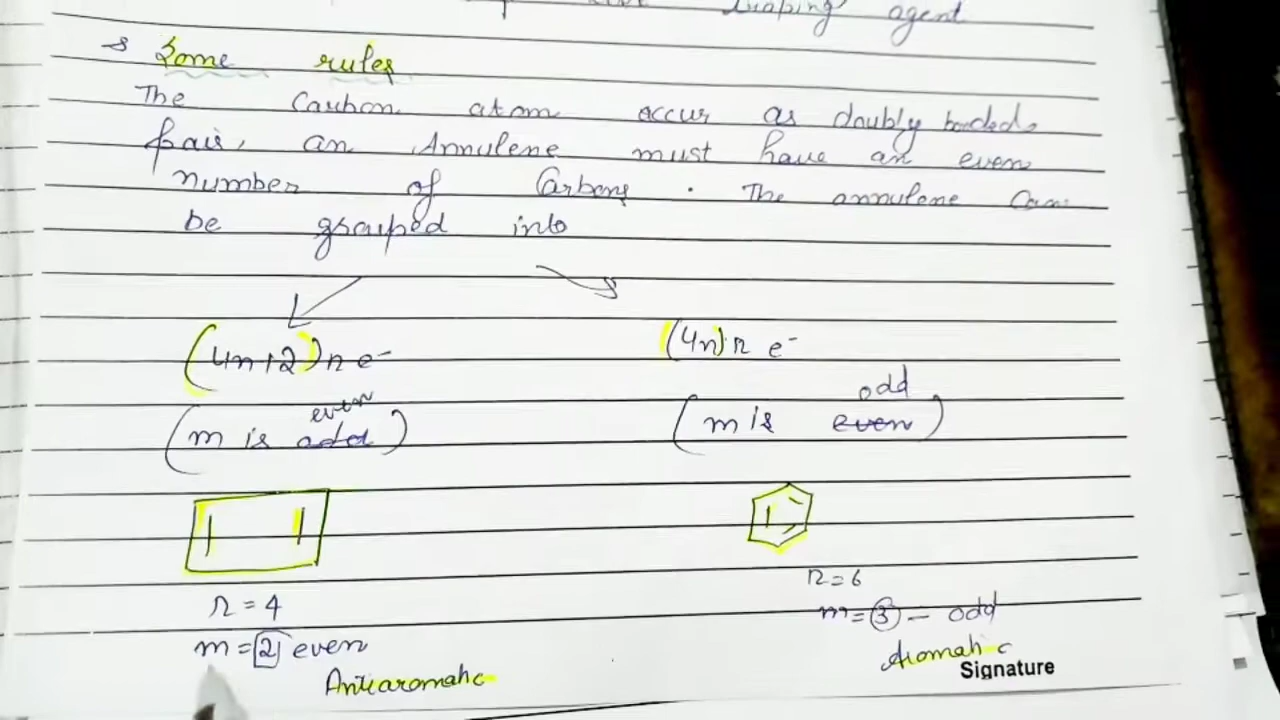 shaping agent
Some rules
The Carbon atom occur as doubly bonded
pair, an Annulene must have an even
number of Carbons . The annulene can
be grouped into
(4n+2) π e⁻ (4n) π e⁻
even odd
(m is odd) (m is even)
n = 4 n = 6
m = 2 even m = 3 – odd
Antiaromatic Aromatic
Signature